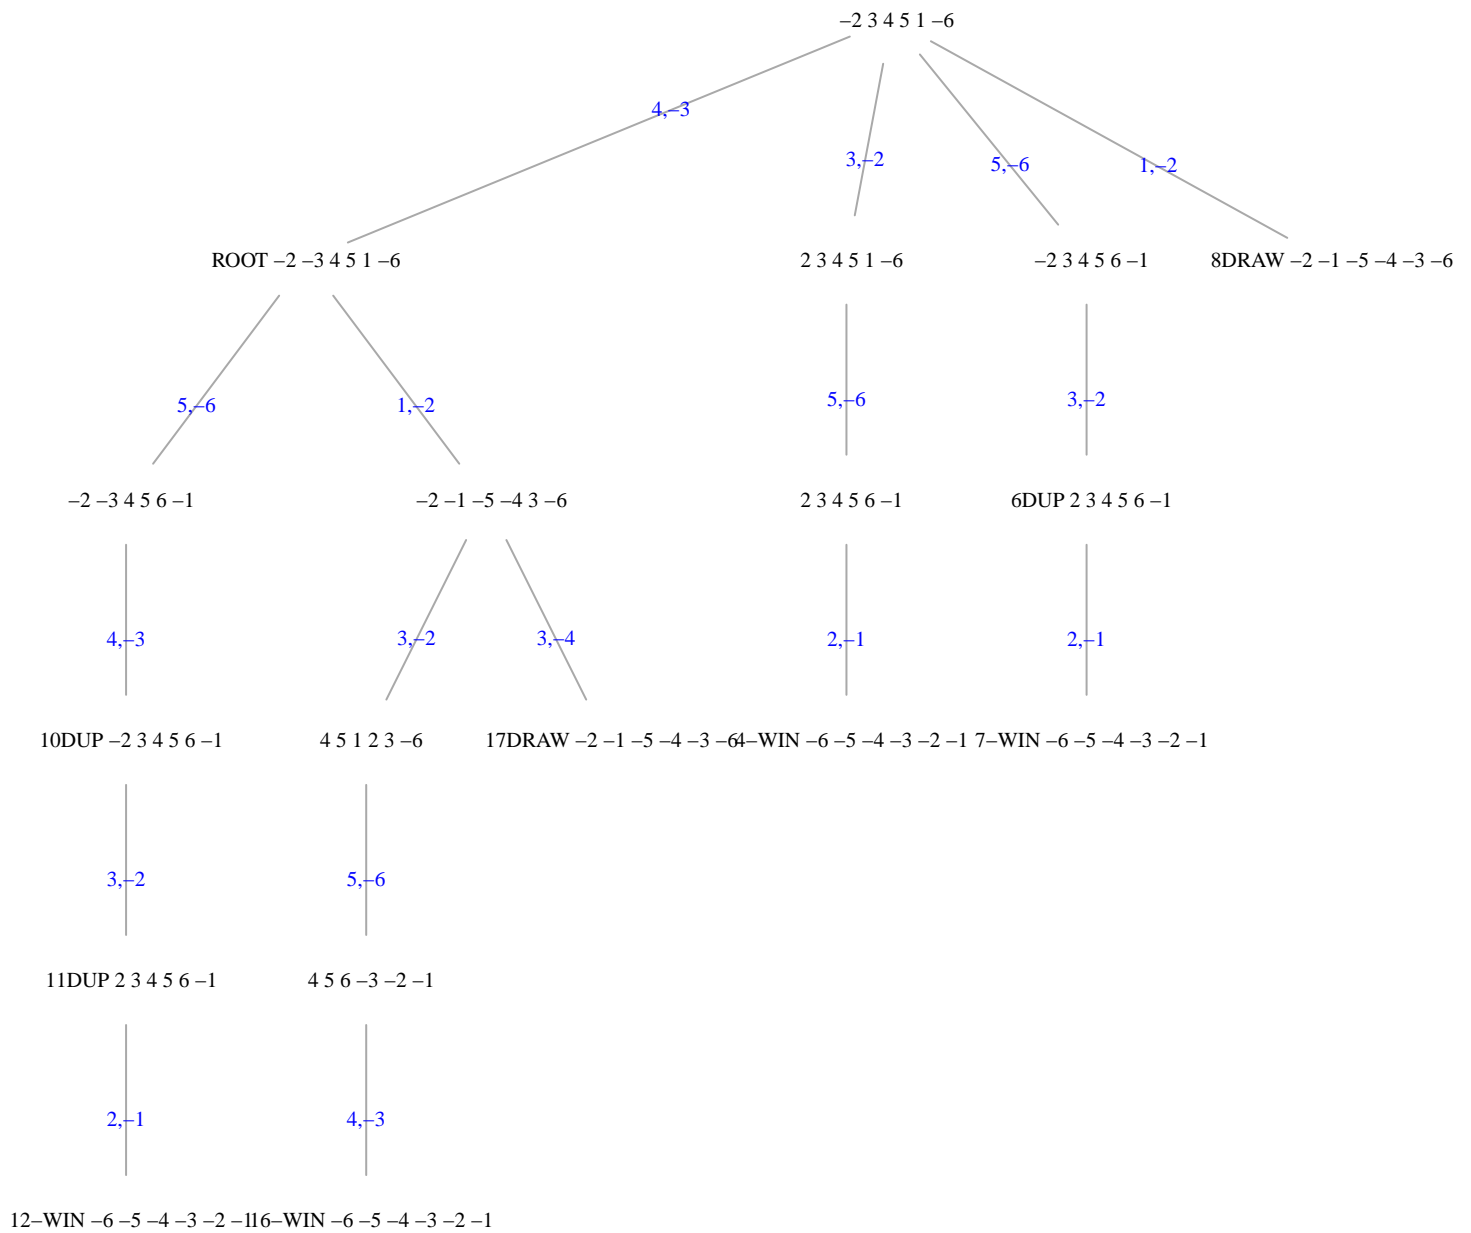 –2 3 4 5 1 –6
4,–3
3,–2
5,–6
1,–2
ROOT –2 –3 4 5 1 –6
2 3 4 5 1 –6
–2 3 4 5 6 –1
8DRAW –2 –1 –5 –4 –3 –6
5,–6
1,–2
5,–6
3,–2
–2 –3 4 5 6 –1
–2 –1 –5 –4 3 –6
2 3 4 5 6 –1
6DUP 2 3 4 5 6 –1
4,–3
3,–2
3,–4
2,–1
2,–1
10DUP –2 3 4 5 6 –1
4 5 1 2 3 –6
17DRAW –2 –1 –5 –4 –3 –6
4–WIN –6 –5 –4 –3 –2 –1
7–WIN –6 –5 –4 –3 –2 –1
3,–2
5,–6
11DUP 2 3 4 5 6 –1
4 5 6 –3 –2 –1
2,–1
4,–3
12–WIN –6 –5 –4 –3 –2 –1
16–WIN –6 –5 –4 –3 –2 –1